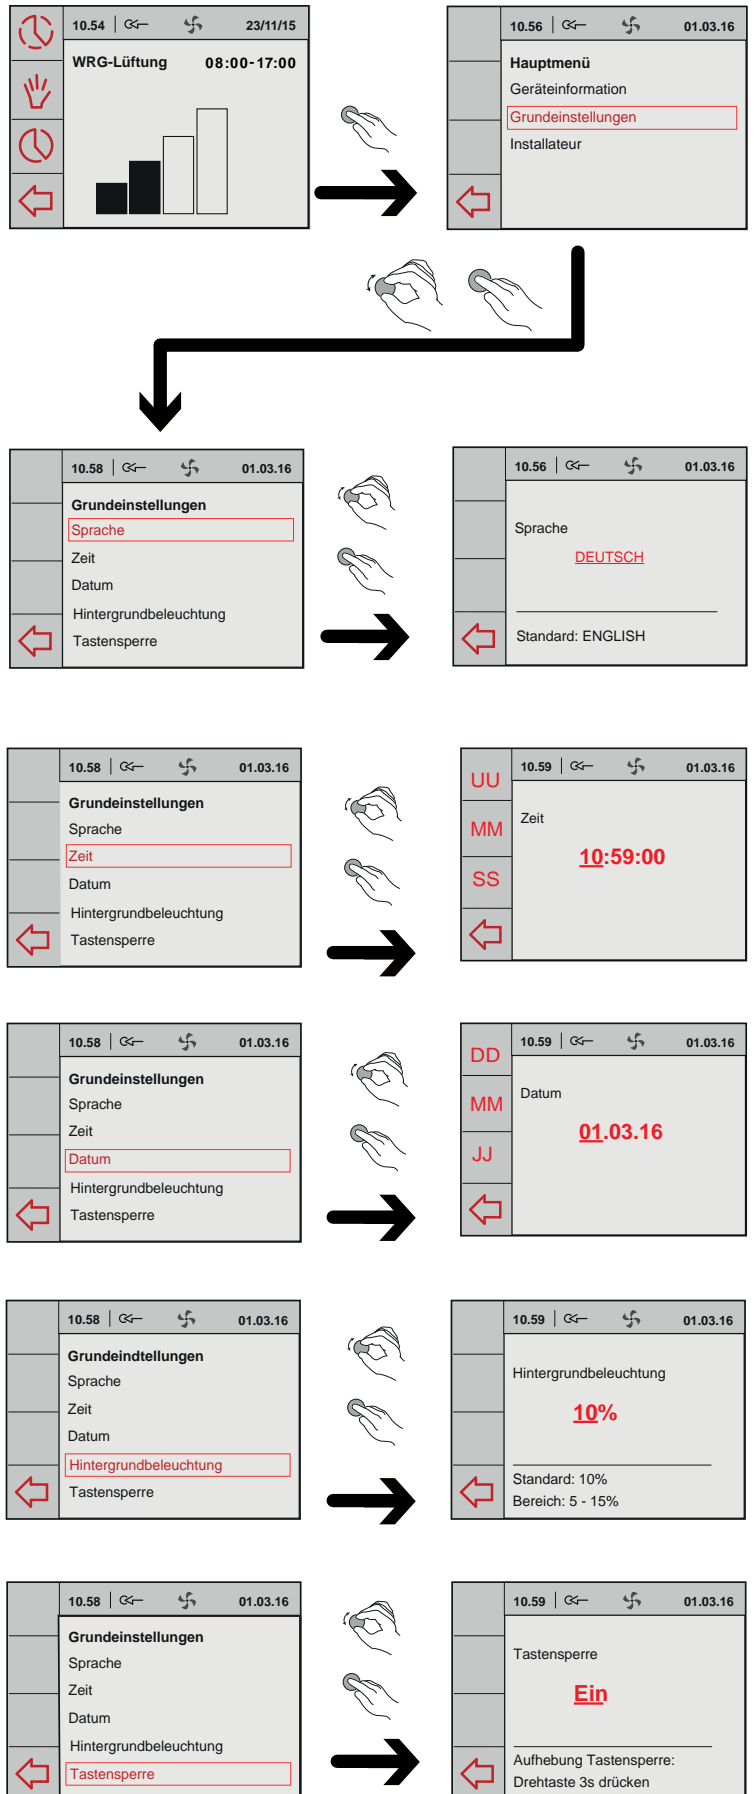 10.54 23/11/15
WRG-Lüftung 08:00-17:00
10.56 01.03.16
Hauptmenü
Geräteinformation
Grundeinstellungen
Installateur
10.58 01.03.16
Grundeinstellungen
Sprache
Zeit
Datum
Hintergrundbeleuchtung
Tastensperre
10.56 01.03.16
Sprache
DEUTSCH
Standard: ENGLISH
10.58 01.03.16
Grundeinstellungen
Sprache
Zeit
Datum
Hintergrundbeleuchtung
Tastensperre
UU
MM
SS
10.59 01.03.16
Zeit
10:59:00
10.58 01.03.16
Grundeinstellungen
Sprache
Zeit
Datum
Hintergrundbeleuchtung
Tastensperre
DD
MM
JJ
10.59 01.03.16
Datum
01.03.16
10.58 01.03.16
Grundeindtellungen
Sprache
Zeit
Datum
Hintergrundbeleuchtung
Tastensperre
10.59 01.03.16
Hintergrundbeleuchtung
10%
Standard: 10%
Bereich: 5 - 15%
10.58 01.03.16
Grundeinstellungen
Sprache
Zeit
Datum
Hintergrundbeleuchtung
Tastensperre
10.59 01.03.16
Tastensperre
Ein
Aufhebung Tastensperre:
Drehtaste 3s drücken